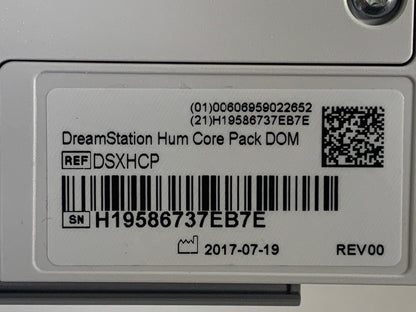 (01)00606959022652
(21)H19586737EB7E
DreamStation Hum Core Pack DOM
REF DSXHCP
SN H19586737EB7E
2017-07-19 REV00